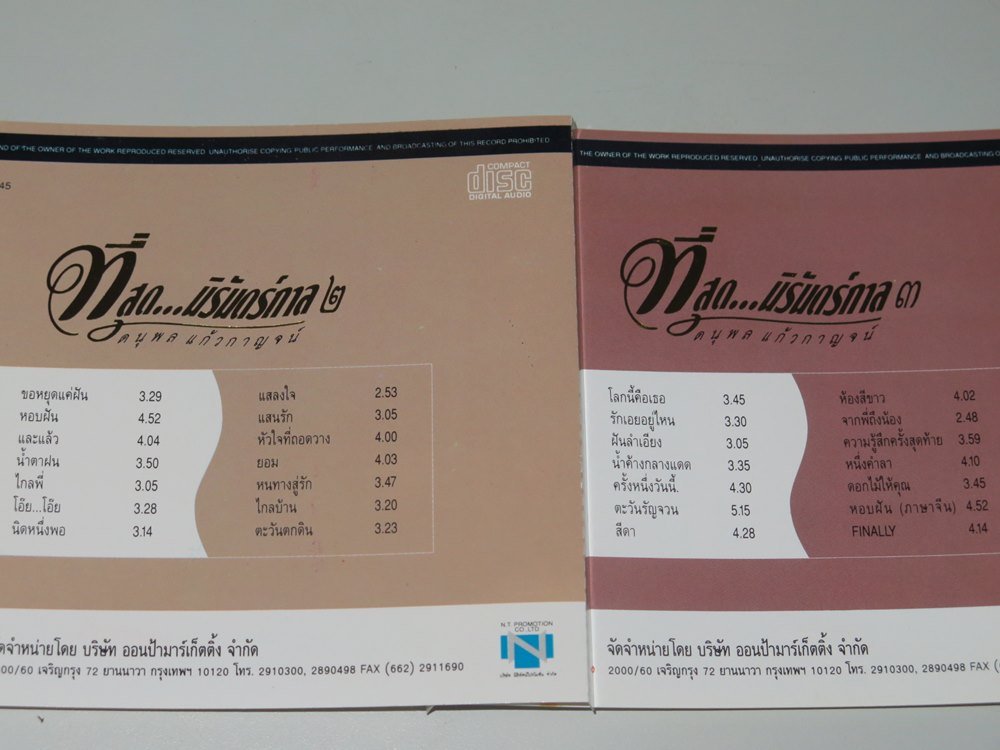 ND OF THE OWNER OF THE WORK REPRODUCED RESERVED. UNAUTHORISE COPYING PUBLIC PERFORMANCE AND BROADCASTING OF THIS RECORD PROHIBITED
45
COMPACT
disc
DIGITAL AUDIO
ที่สุด...นิรันดร์กาล ๒
ดนุพล แก้วกาญจน์
ขอหยุดแค่ฝัน 3.29
หอบฝัน 4.52
และแล้ว 4.04
น้ำตาฝน 3.50
ไกลพี่ 3.05
โอ๊ย...โอ๊ย 3.28
นิดหนึ่งพอ 3.14
แสลงใจ 2.53
แสนรัก 3.05
หัวใจที่ถอดวาง 4.00
ยอม 4.03
หนทางสู่รัก 3.47
ไกลบ้าน 3.20
ตะวันตกดิน 3.23
N.T. PROMOTION
CO.,LTD
N
จัดจำหน่ายโดย บริษัท ออนป้ามาร์เก็ตติ้ง จำกัด
000/60 เจริญกรุง 72 ยานนาวา กรุงเทพฯ 10120 โทร. 2910300, 2890498 FAX (662) 2911690
THE OWNER OF THE WORK REPRODUCED RESERVED. UNAUTHORISE COPYING PUBLIC PERFORMANCE AND BROADCASTING O
ที่สุด...นิรันดร์กาล ๓
ดนุพล แก้วกาญจน์
โลกนี้คือเธอ 3.45
รักเอยอยู่ไหน 3.30
ฝันลำเอียง 3.05
น้ำค้างกลางแดด 3.35
ครั้งหนึ่งวันนี้. 4.30
ตะวันรัญจวน 5.15
สีดา 4.28
ห้องสีขาว 4.02
จากพี่ถึงน้อง 2.48
ความรู้สึกครั้งสุดท้าย 3.59
หนึ่งคำลา 4.10
ดอกไม้ให้คุณ 3.45
หอบฝัน (ภาษาจีน) 4.52
FINALLY 4.14
จัดจำหน่ายโดย บริษัท ออนป้ามาร์เก็ตติ้ง จำกัด
2000/60 เจริญกรุง 72 ยานนาวา กรุงเทพฯ 10120 โทร. 2910300, 2890498 FAX (